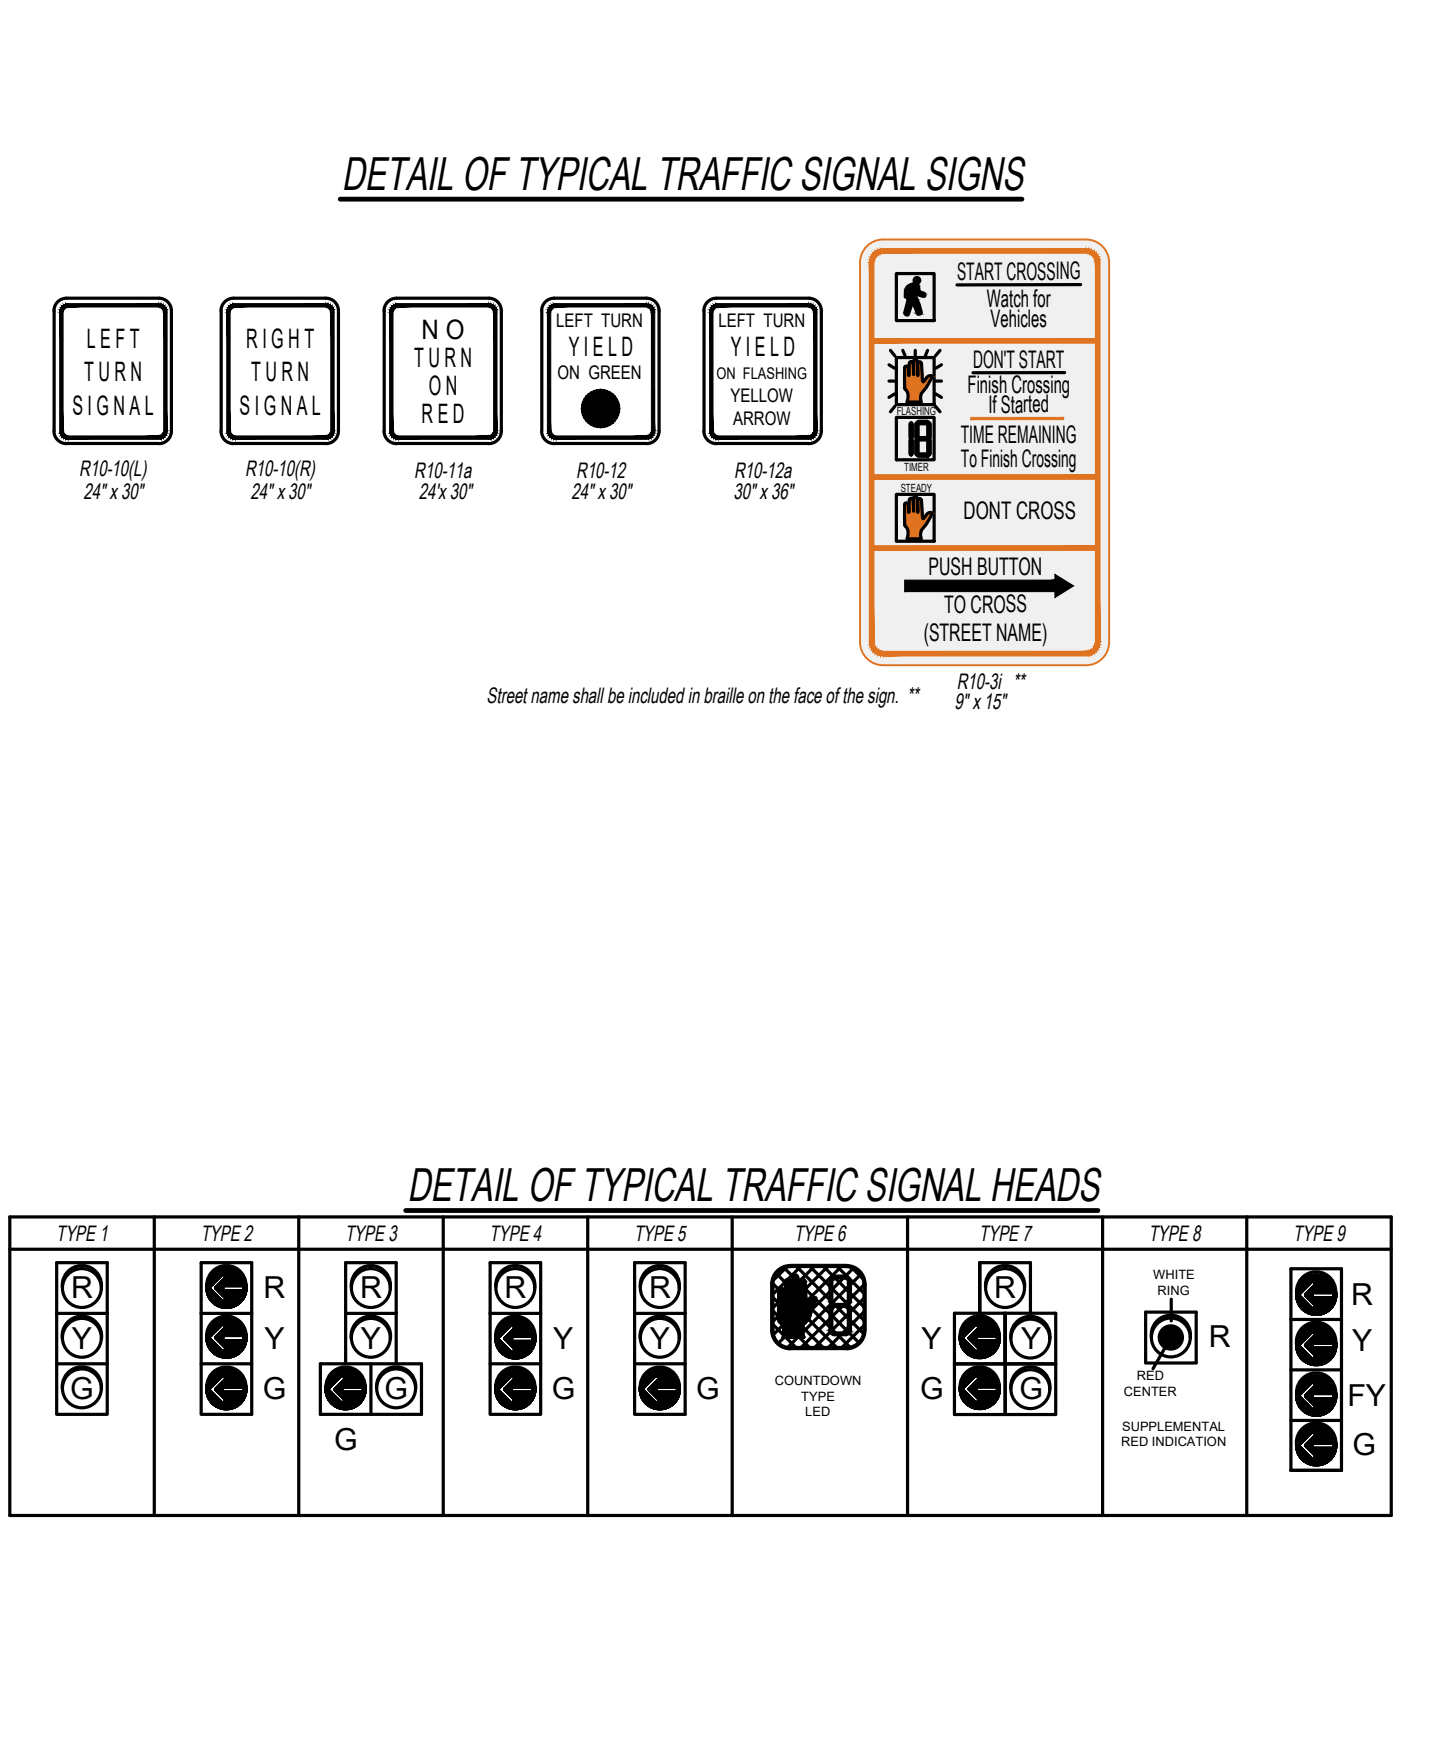 DETAIL OF TYPICAL TRAFFIC SIGNAL SIGNS
LEFT
TURN
SIGNAL
R10-10(L)
24" x 30"
RIGHT
TURN
SIGNAL
R10-10(R)
24" x 30"
NO
TURN
ON
RED
R10-11a
24'x 30"
LEFT TURN
YIELD
ON GREEN
R10-12
24" x 30"
LEFT TURN
YIELD
ON FLASHING
YELLOW
ARROW
R10-12a
30" x 36"
START CROSSING
Watch for
Vehicles
DON'T START
Finish Crossing
If Started
FLASHING
TIME REMAINING
To Finish Crossing
18
TIMER
STEADY
DONT CROSS
PUSH BUTTON
TO CROSS
(STREET NAME)
R10-3i **
9" x 15"
Street name shall be included in braille on the face of the sign. **
DETAIL OF TYPICAL TRAFFIC SIGNAL HEADS
TYPE 1
R
Y
G
TYPE 2
R
Y
G
TYPE 3
R
Y
G
G
TYPE 4
R
Y
G
TYPE 5
R
Y
G
TYPE 6
8
COUNTDOWN
TYPE
LED
TYPE 7
R
Y Y
G G
TYPE 8
WHITE
RING
R
RED
CENTER
SUPPLEMENTAL
RED INDICATION
TYPE 9
R
Y
FY
G